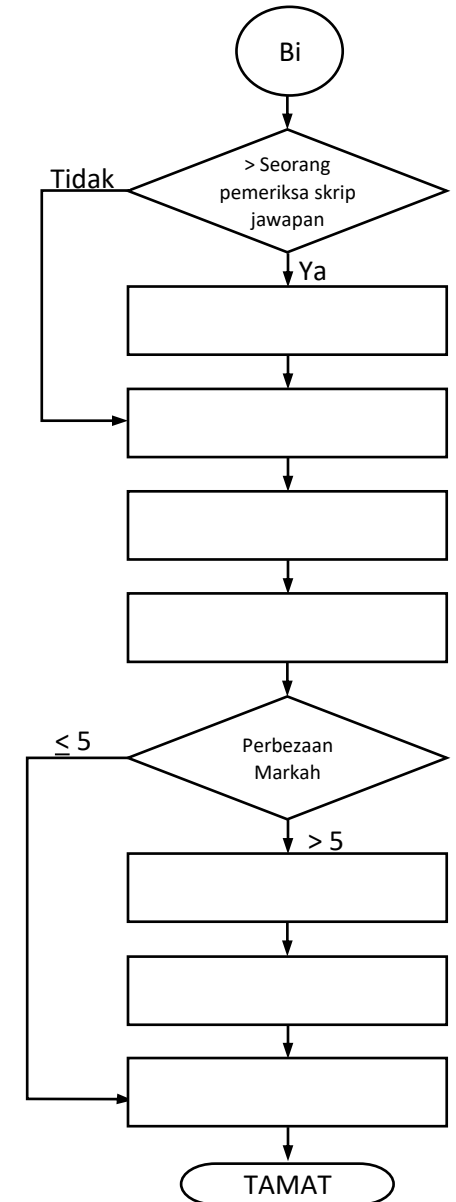 Bi
> Seorang
pemeriksa skrip
jawapan
Tidak
Ya
Perbezaan
Markah
≤ 5
> 5
TAMAT